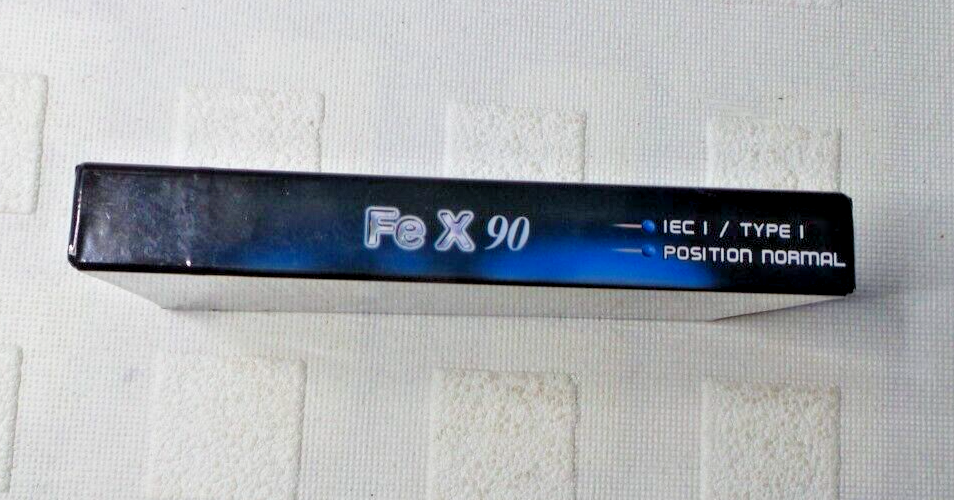 Fe X 90
IEC I / TYPE I
POSITION NORMAL